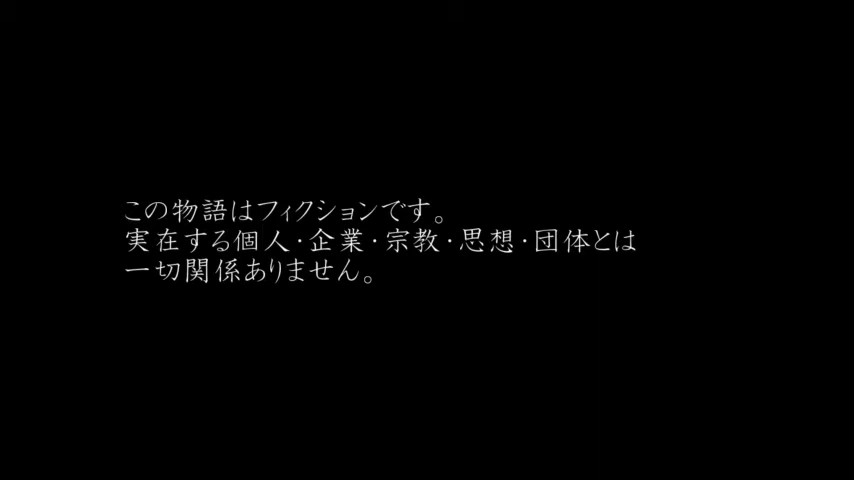 この物語はフィクションです。
実在する個人･企業･宗教･思想･団体とは
一切関係ありません。